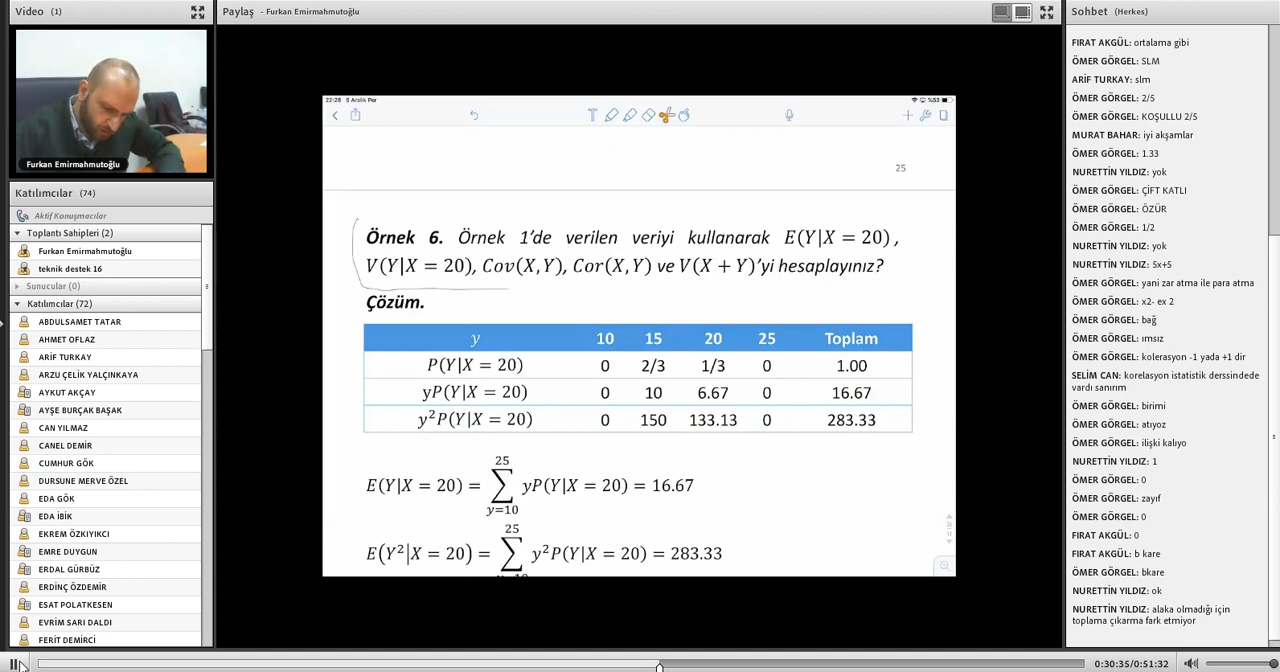 Video (1)
Furkan Emirmahmutoğlu
Katılımcılar (74)
Aktif Konuşmacılar
Toplantı Sahipleri (2)
Furkan Emirmahmutoğlu
teknik destek 16
Sunucular (0)
Katılımcılar (72)
ABDULSAMET TATAR
AHMET OFLAZ
ARİF TURKAY
ARZU ÇELİK YALÇINKAYA
AYKUT AKÇAY
AYŞE BURÇAK BAŞAK
CAN YILMAZ
CANEL DEMİR
CUMHUR GÖK
DURSUNE MERVE ÖZEL
EDA GÖK
EDA İBİK
EKREM ÖZKIYIKCI
EMRE DUYGUN
ERDAL GÜRBÜZ
ERDİNÇ ÖZDEMİR
ESAT POLATKESEN
EVRİM SARI DALDI
FERİT DEMİRCİ
Paylaş - Furkan Emirmahmutoğlu
22:28 8 Aralık Per %53
25
Örnek 6. Örnek 1'de verilen veriyi kullanarak E(Y|X = 20),
V(Y|X = 20), Cov(X,Y), Cor(X,Y) ve V(X + Y)'yi hesaplayınız?
Çözüm.
y 10 15 20 25 Toplam
P(Y|X = 20) 0 2/3 1/3 0 1.00
yP(Y|X = 20) 0 10 6.67 0 16.67
y²P(Y|X = 20) 0 150 133.13 0 283.33
25
E(Y|X = 20) = ∑ yP(Y|X = 20) = 16.67
y=10
25
E(Y²|X = 20) = ∑ y²P(Y|X = 20) = 283.33
Sohbet (Herkes)
FIRAT AKGÜL: ortalama gibi
ÖMER GÖRGEL: SLM
ARİF TURKAY: slm
ÖMER GÖRGEL: 2/5
ÖMER GÖRGEL: KOŞULLU 2/5
MURAT BAHAR: iyi akşamlar
ÖMER GÖRGEL: 1.33
NURETTİN YILDIZ: yok
ÖMER GÖRGEL: ÇİFT KATLI
ÖMER GÖRGEL: ÖZÜR
ÖMER GÖRGEL: 1/2
NURETTİN YILDIZ: yok
NURETTİN YILDIZ: 5x+5
ÖMER GÖRGEL: yani zar atma ile para atma
ÖMER GÖRGEL: x2- ex 2
ÖMER GÖRGEL: bağ
ÖMER GÖRGEL: ımsız
ÖMER GÖRGEL: kolerasyon -1 yada +1 dir
SELİM CAN: korelasyon istatistik derssindede
vardı sanırım
ÖMER GÖRGEL: birimi
ÖMER GÖRGEL: atıyoz
ÖMER GÖRGEL: ilişki kalıyo
NURETTİN YILDIZ: 1
ÖMER GÖRGEL: 0
ÖMER GÖRGEL: zayıf
ÖMER GÖRGEL: 0
FIRAT AKGÜL: 0
FIRAT AKGÜL: b kare
ÖMER GÖRGEL: bkare
NURETTİN YILDIZ: ok
NURETTİN YILDIZ: alaka olmadığı için
toplama çıkarma fark etmiyor
0:30:35/0:51:32